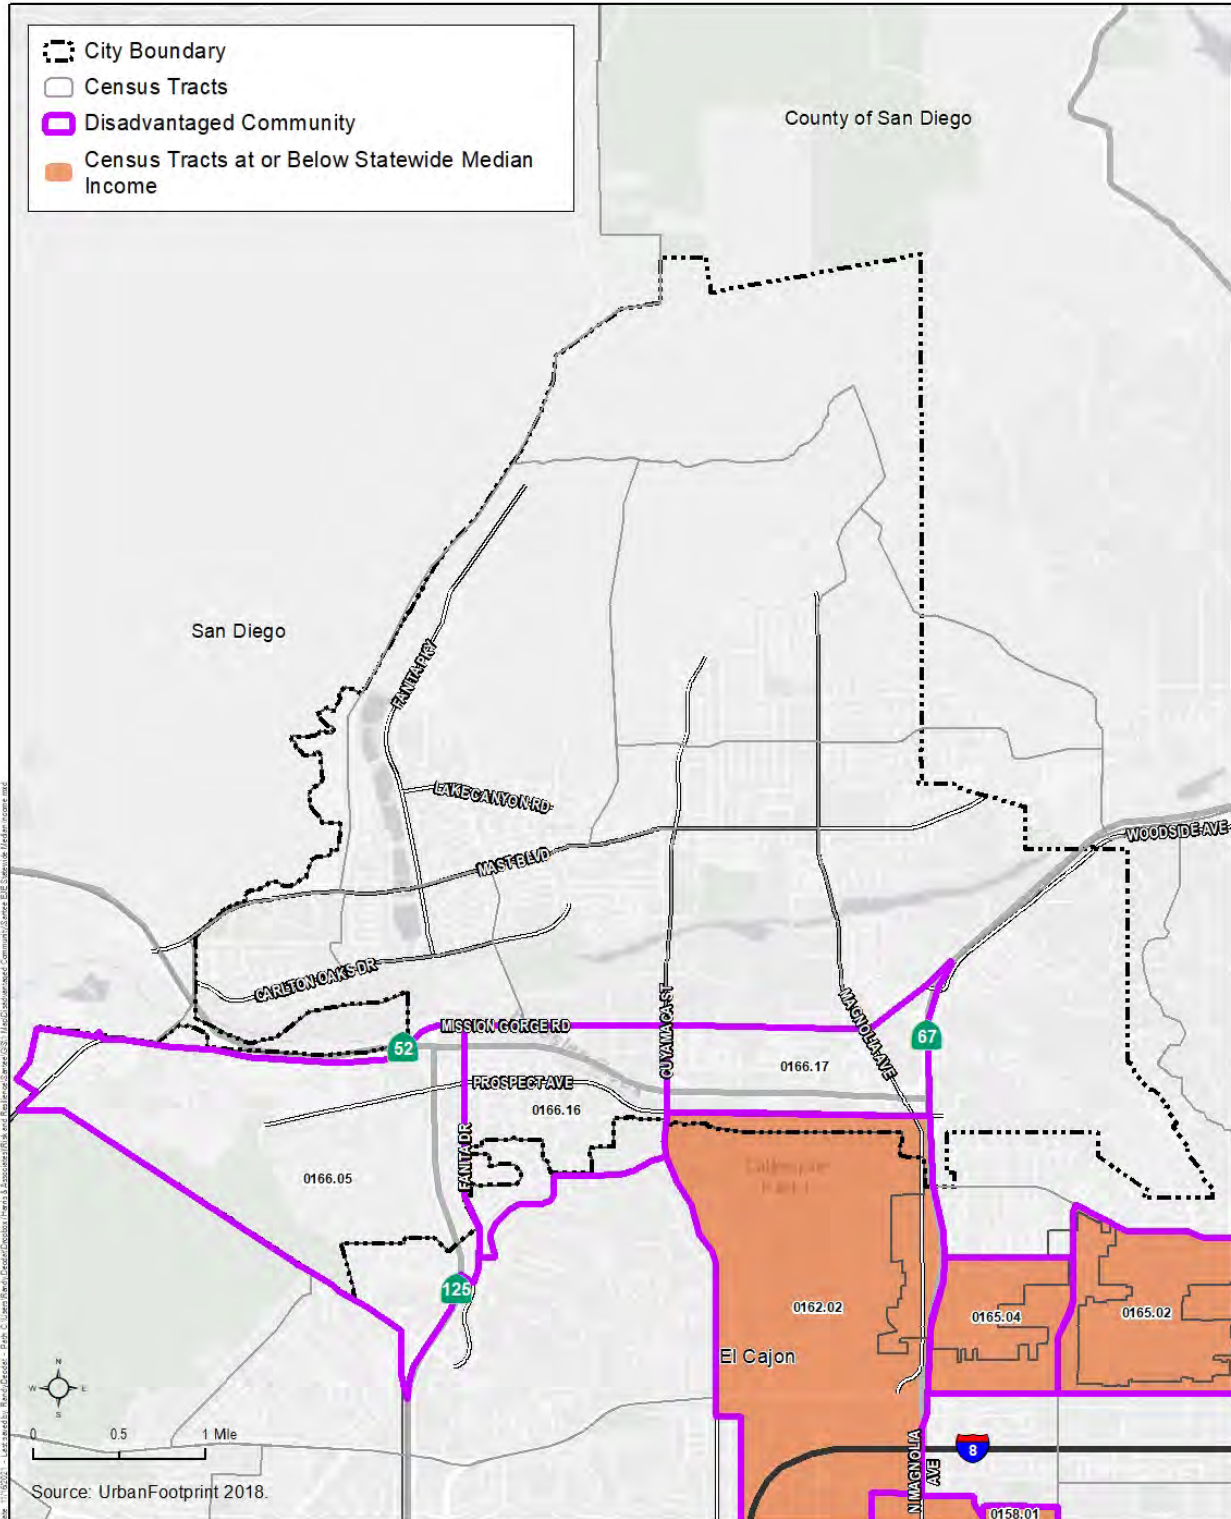 City Boundary
Census Tracts
Disadvantaged Community
Census Tracts at or Below Statewide Median
Income
County of San Diego
San Diego
FANITA PKY
LAKE CANYON RD
MAST BLVD
WOODSIDE AVE
CARLTON OAKS DR
MISSION GORGE RD
CUYAMACA ST
MAGNOLIA AVE
52
67
0166.17
PROSPECT AVE
0166.16
FANITA DR
0166.05
125
0162.02
0165.04
0165.02
El Cajon
N
W E
S
0 0.5 1 Mile
N MAGNOLIA
AVE
8
Source: UrbanFootprint 2018.
0158.01